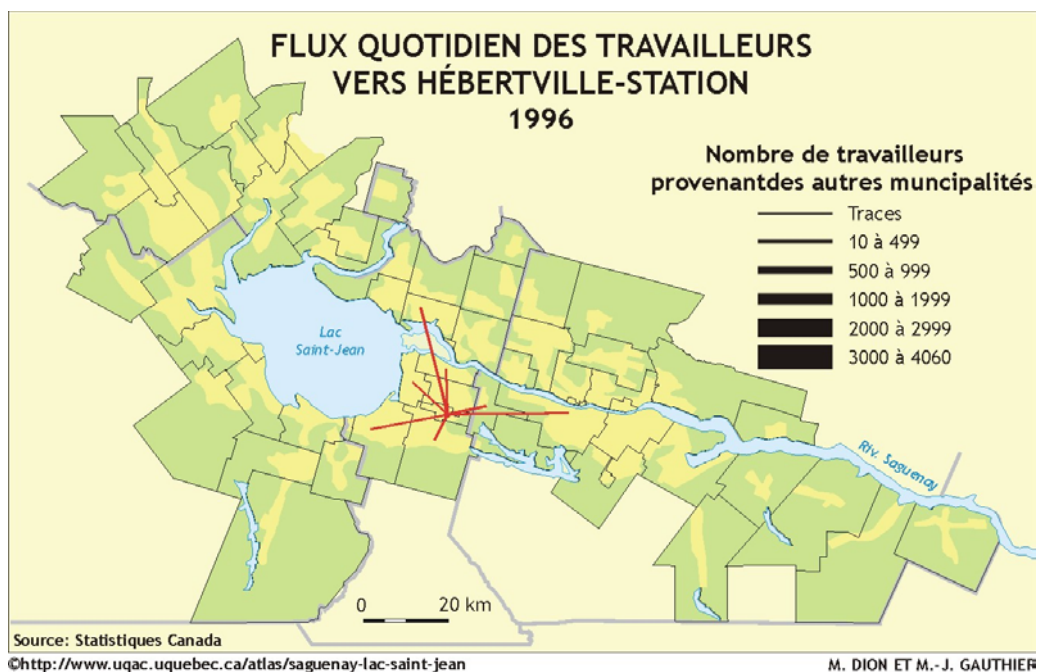 FLUX QUOTIDIEN DES TRAVAILLEURS
VERS HÉBERTVILLE-STATION
1996
Nombre de travailleurs
provenantdes autres muncipalités
Traces
10 à 499
500 à 999
1000 à 1999
2000 à 2999
3000 à 4060
Lac
Saint-Jean
Riv. Saguenay
0 20 km
Source: Statistiques Canada
©http://www.uqac.uquebec.ca/atlas/saguenay-lac-saint-jean
M. DION ET M.-J. GAUTHIER